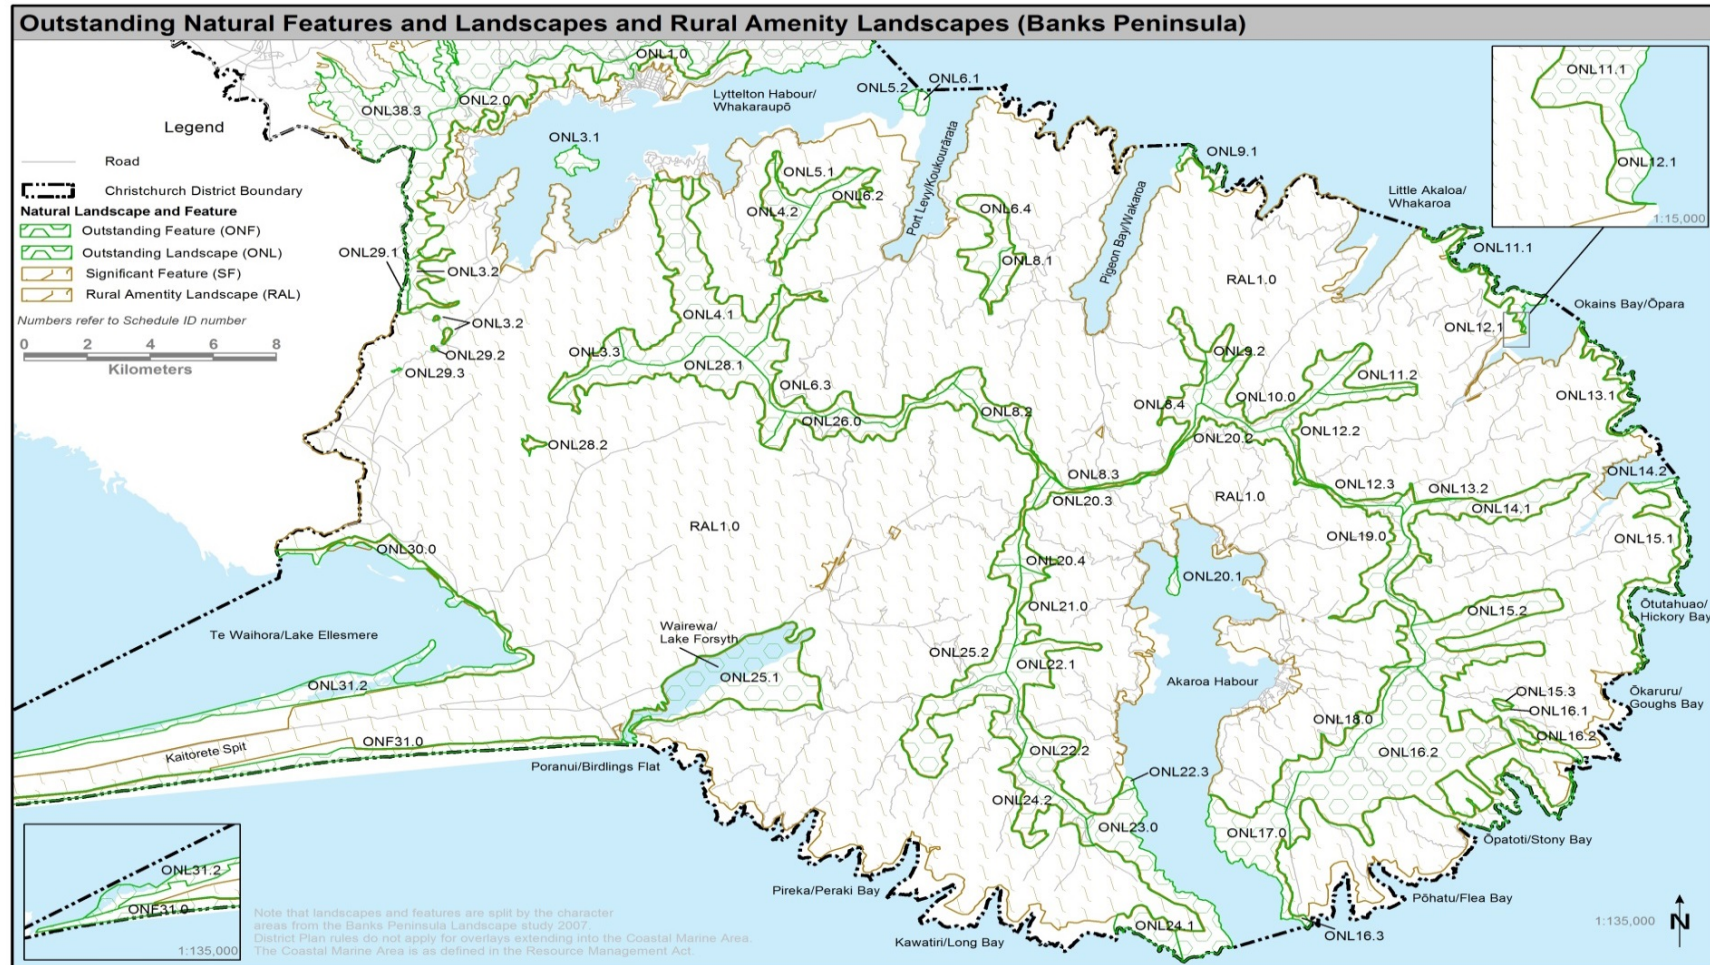 Outstanding Natural Features and Landscapes and Rural Amenity Landscapes (Banks Peninsula)
ONL1.0
ONL2.0
ONL38.3
Lyttelton Habour/
Whakaraupō
ONL5.2
ONL6.1
ONL3.1
Port Levy/Koukourārata
Pigeon Bay/Wakaroa
ONL9.1
Little Akaloa/
Whakaroa
ONL11.1
ONL12.1
1:15,000
Legend
Road
Christchurch District Boundary
Natural Landscape and Feature
Outstanding Feature (ONF)
Outstanding Landscape (ONL)
Significant Feature (SF)
Rural Amentity Landscape (RAL)
Numbers refer to Schedule ID number
0 2 4 6 8
Kilometers
ONL29.1
ONL3.2
ONL3.2
ONL29.2
ONL29.3
ONL5.1
ONL4.2
ONL6.2
ONL6.4
ONL8.1
RAL1.0
ONL11.1
Okains Bay/Ōpara
ONL12.1
ONL4.1
ONL3.3
ONL28.1
ONL6.3
ONL26.0
ONL8.2
ONL9.2
ONL11.2
ONL8.4
ONL10.0
ONL13.1
ONL12.2
ONL20.2
ONL28.2
ONL8.3
ONL20.3
RAL1.0
ONL12.3
ONL13.2
ONL14.1
ONL14.2
RAL1.0
ONL19.0
ONL15.1
ONL30.0
ONL20.4
ONL20.1
ONL21.0
ONL15.2
Ōtutahuao/
Hickory Bay
Te Waihora/Lake Ellesmere
Wairewa/
Lake Forsyth
ONL25.2
ONL22.1
ONL25.1
ONL31.2
Akaroa Habour
ONL15.3
ONL16.1
Ōkaruru/
Goughs Bay
ONL18.0
ONL16.2
ONL16.2
Kaitorete Spit
ONF31.0
Poranui/Birdlings Flat
ONL22.2
ONL22.3
ONL24.2
ONL23.0
ONL17.0
Ōpatoti/Stony Bay
Pireka/Peraki Bay
Pōhatu/Flea Bay
ONL31.2
ONF31.0
1:135,000
Note that landscapes and features are split by the character
areas from the Banks Peninsula Landscape study 2007.
District Plan rules do not apply for overlays extending into the Coastal Marine Area.
The Coastal Marine Area is as defined in the Resource Management Act.
Kawatiri/Long Bay
ONL24.1
ONL16.3
1:135,000
N